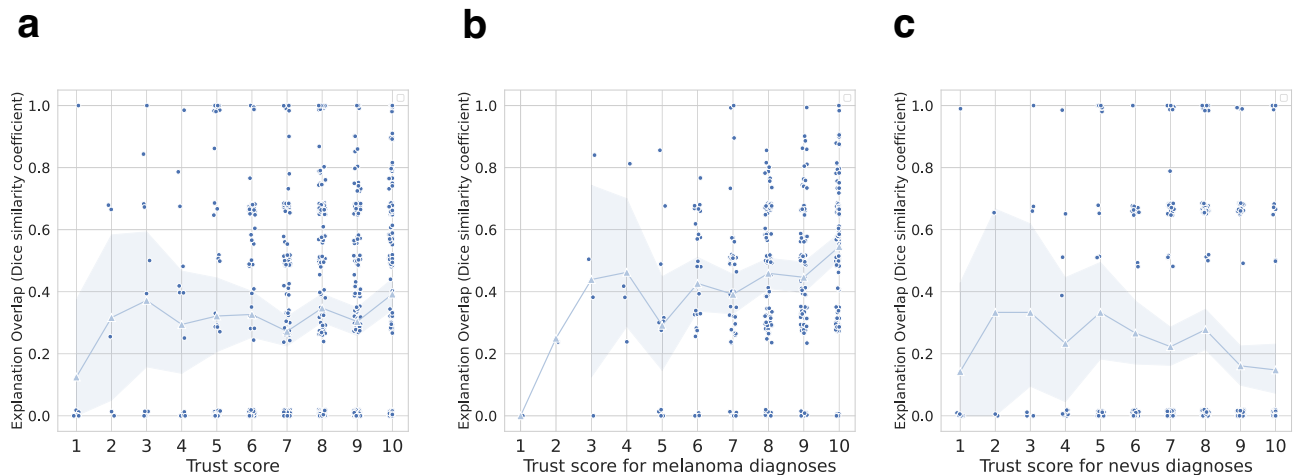 a
b
c
Explanation Overlap (Dice similarity coefficient)
1.0
0.8
0.6
0.4
0.2
0.0
1 2 3 4 5 6 7 8 9 10
Trust score
Explanation Overlap (Dice similarity coefficient)
1.0
0.8
0.6
0.4
0.2
0.0
1 2 3 4 5 6 7 8 9 10
Trust score for melanoma diagnoses
Explanation Overlap (Dice similarity coefficient)
1.0
0.8
0.6
0.4
0.2
0.0
1 2 3 4 5 6 7 8 9 10
Trust score for nevus diagnoses